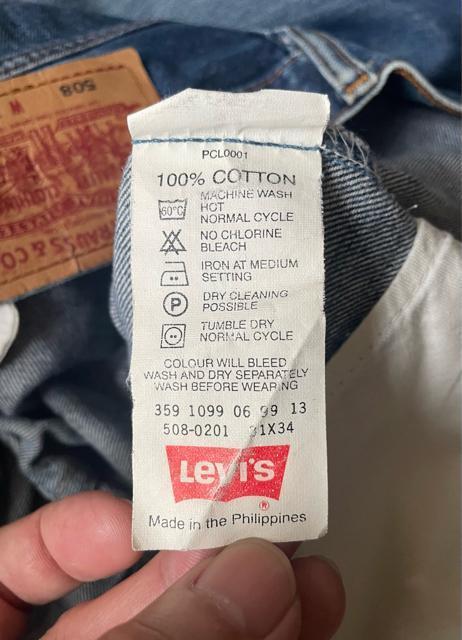 508
W
PCL0001
100% COTTON
60°C
MACHINE WASH
HOT
NORMAL CYCLE
NO CHLORINE
BLEACH
IRON AT MEDIUM
SETTING
P
DRY CLEANING
POSSIBLE
TUMBLE DRY
NORMAL CYCLE
COLOUR WILL BLEED
WASH AND DRY SEPARATELY
WASH BEFORE WEARING
359 1099 06 99 13
508-0201 31X34
Levi's
®
Made in the Philippines